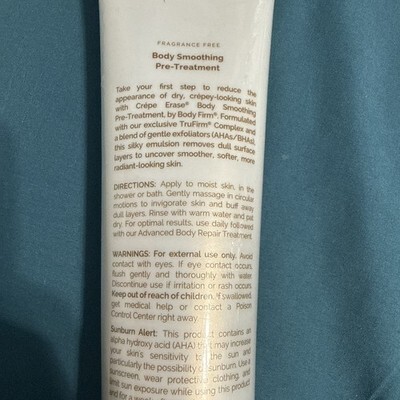 FRAGRANCE FREE
Body Smoothing
Pre-Treatment
Take your first step to reduce the
appearance of dry, crépey-looking skin
with Crépe Erase® Body Smoothing
Pre-Treatment, by Body Firm®. Formulated
with our exclusive TruFirm® Complex and
a blend of gentle exfoliators (AHAs/BHAs),
this silky emulsion removes dull surface
layers to uncover smoother, softer, more
radiant-looking skin.
DIRECTIONS: Apply to moist skin, in the
shower or bath. Gently massage in circular
motions to invigorate skin and buff away
dull layers. Rinse with warm water and pat
dry. For optimal results, use daily followed
with our Advanced Body Repair Treatment.
WARNINGS: For external use only. Avoid
contact with eyes. If eye contact occurs,
flush gently and thoroughly with water.
Discontinue use if irritation or rash occurs.
Keep out of reach of children. If swallowed,
get medical help or contact a Poison
Control Center right away.
Sunburn Alert: This product contains an
alpha hydroxy acid (AHA) that may increase
your skin's sensitivity to the sun and
particularly the possibility of sunburn. Use a
sunscreen, wear protective clothing, and
limit sun exposure while using this product
and for a week